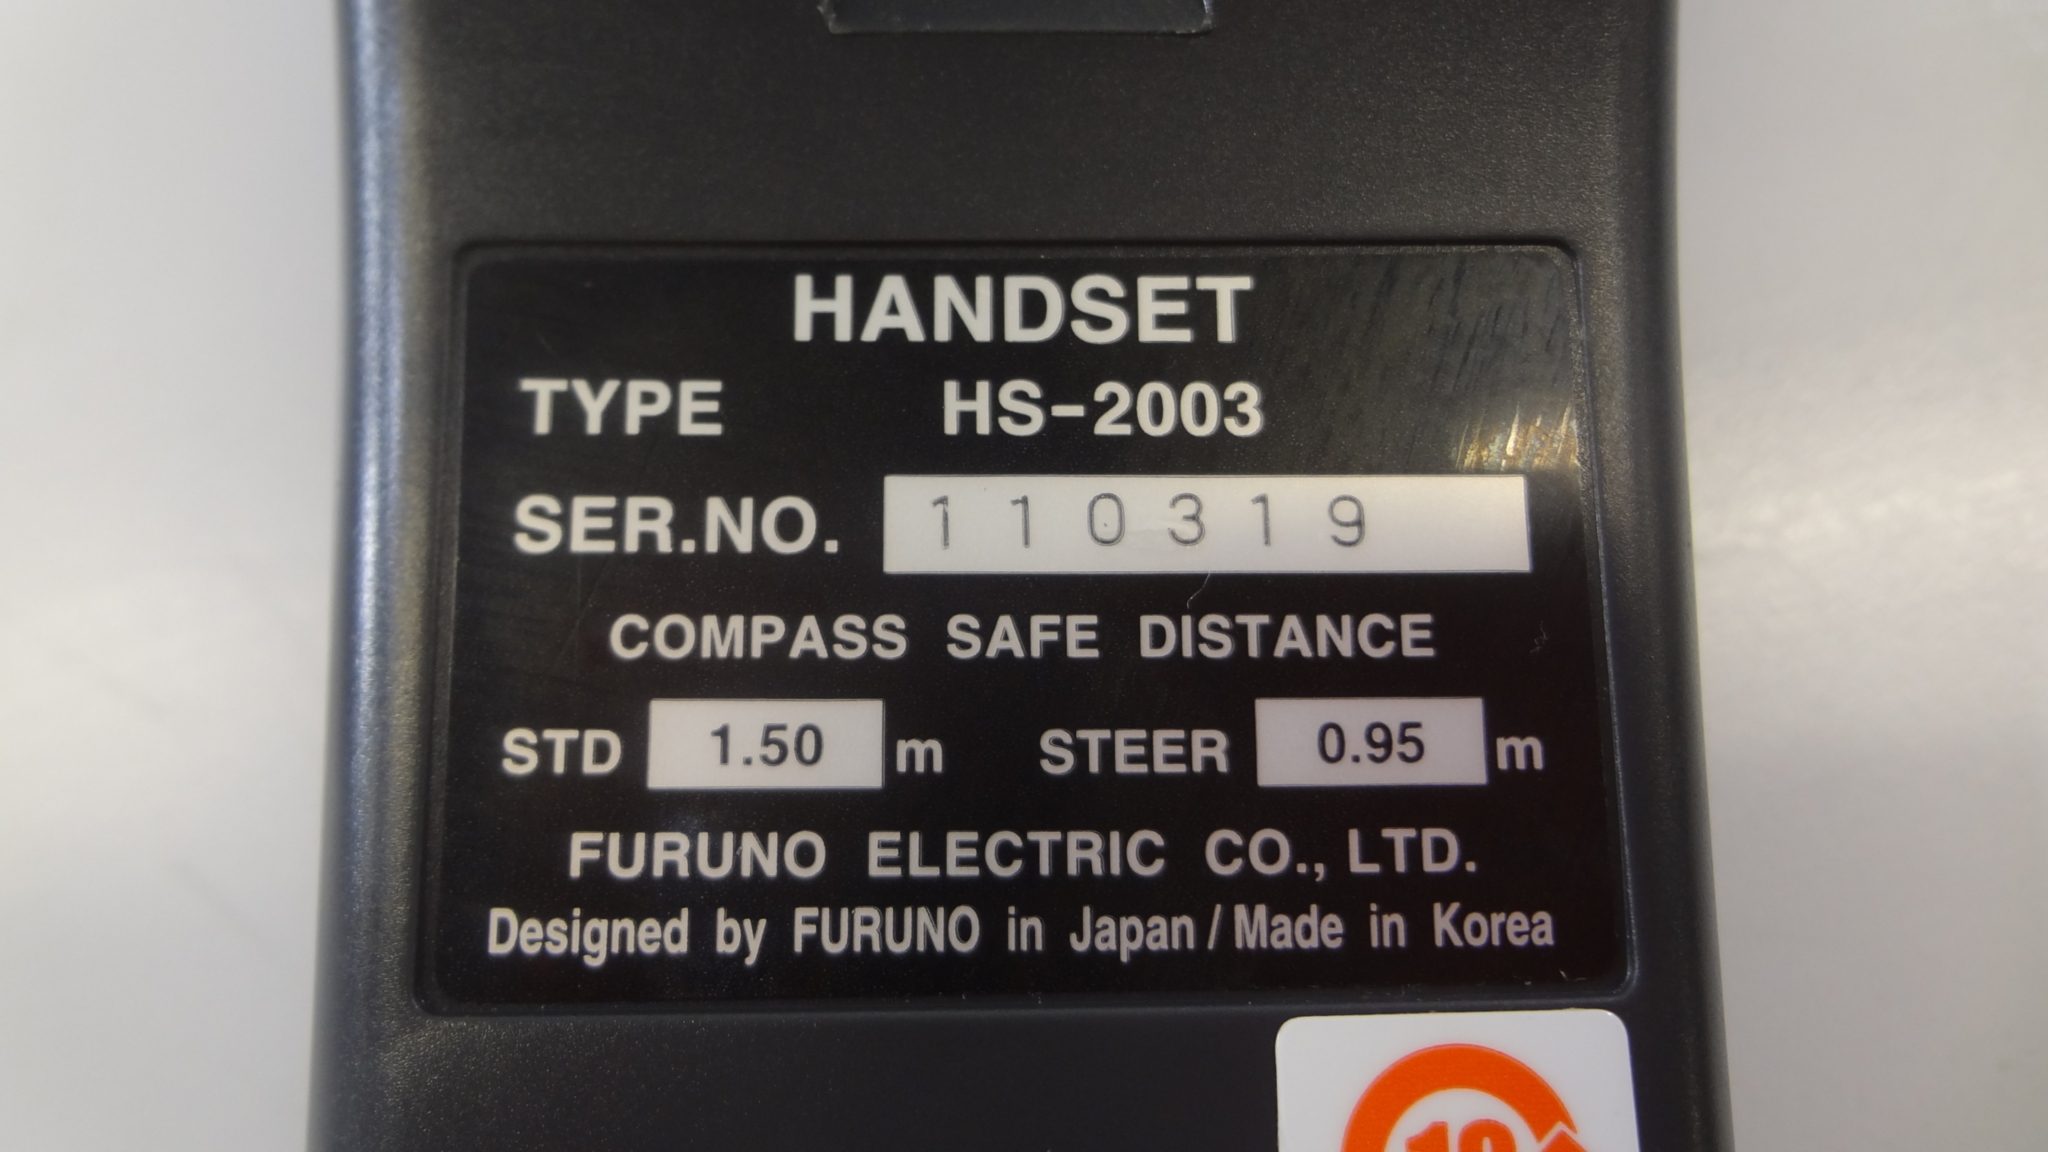 HANDSET
TYPE HS-2003
SER.NO. 110319
COMPASS SAFE DISTANCE
STD 1.50 m STEER 0.95 m
FURUNO ELECTRIC CO., LTD.
Designed by FURUNO in Japan / Made in Korea